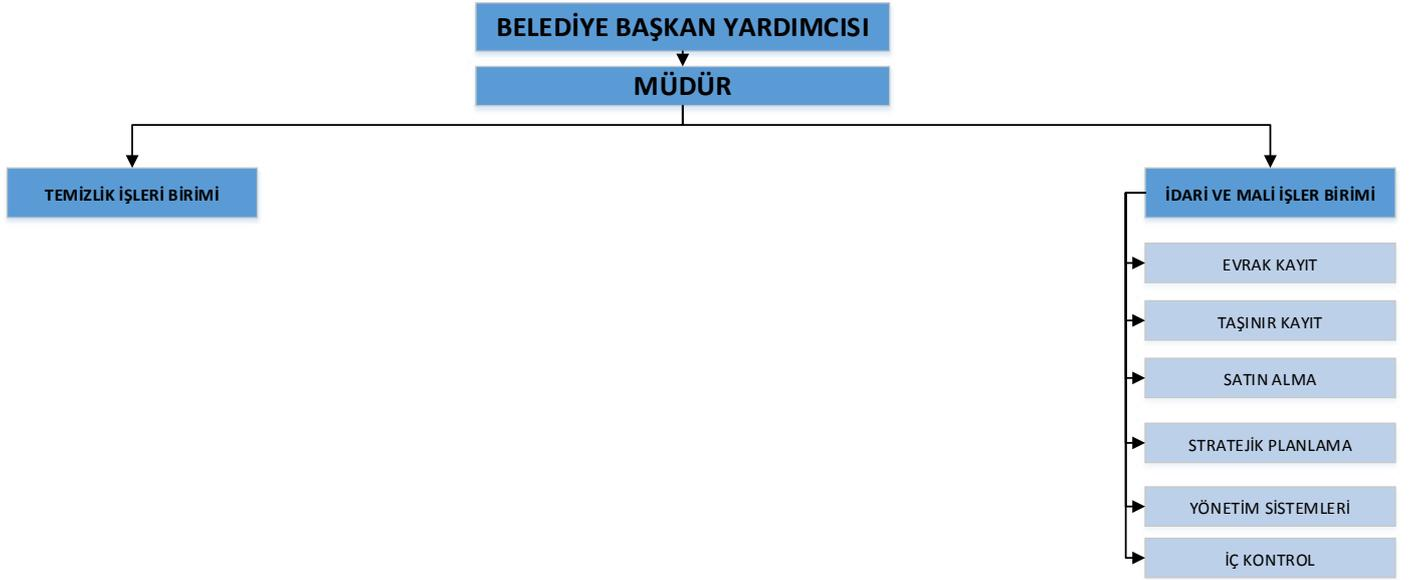 BELEDİYE BAŞKAN YARDIMCISI
MÜDÜR
TEMİZLİK İŞLERİ BİRİMİ
İDARİ VE MALİ İŞLER BİRİMİ
EVRAK KAYIT
TAŞINIR KAYIT
SATIN ALMA
STRATEJİK PLANLAMA
YÖNETİM SİSTEMLERİ
İÇ KONTROL